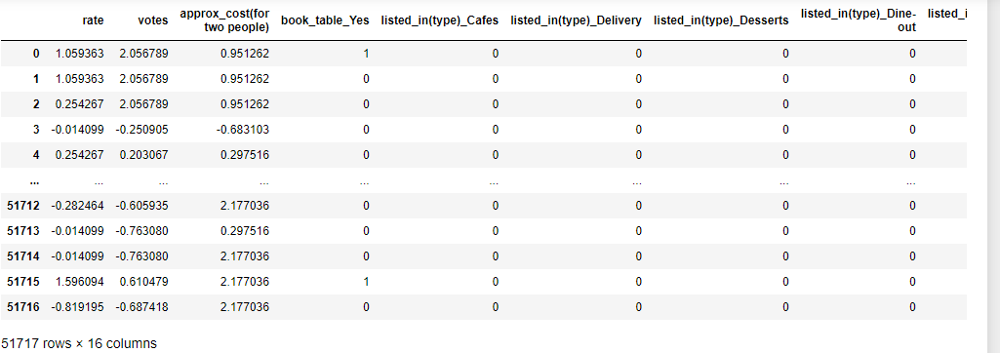 rate votes approx_cost(for two people) book_table_Yes listed_in(type)_Cafes listed_in(type)_Delivery listed_in(type)_Desserts listed_in(type)_Dine-out listed_i
0 1.059363 2.056789 0.951262 1 0 0 0 0
1 1.059363 2.056789 0.951262 0 0 0 0 0
2 0.254267 2.056789 0.951262 0 0 0 0 0
3 -0.014099 -0.250905 -0.683103 0 0 0 0 0
4 0.254267 0.203067 0.297516 0 0 0 0 0
... ... ... ... ... ... ... ... ...
51712 -0.282464 -0.605935 2.177036 0 0 0 0 0
51713 -0.014099 -0.763080 0.297516 0 0 0 0 0
51714 -0.014099 -0.763080 2.177036 0 0 0 0 0
51715 1.596094 0.610479 2.177036 1 0 0 0 0
51716 -0.819195 -0.687418 2.177036 0 0 0 0 0
51717 rows × 16 columns